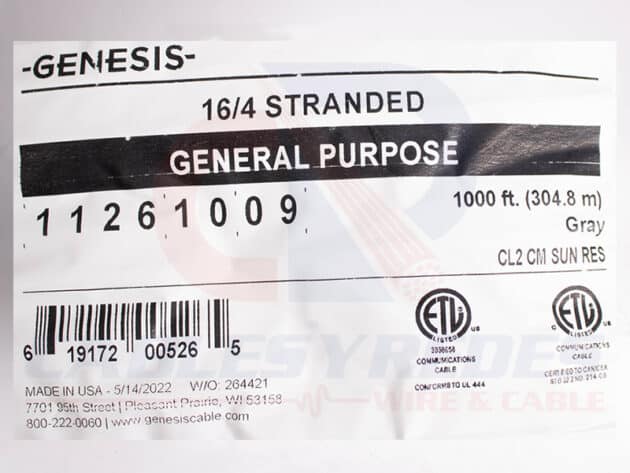 -GENESIS-
16/4 STRANDED
GENERAL PURPOSE
11261009
1000 ft. (304.8 m)
Gray
CL2 CM SUN RES
6 19172 00526 5
ETL
LISTED
US
COMMUNICATIONS
CABLE
CONFORMS TO UL 444
ETL
C US
LISTED
COMMUNICATIONS
CABLE
MADE IN USA - 5/14/2022 W/O: 264421
7701 95th Street | Pleasant Prairie, WI 53158
800-222-0060 | www.genesiscable.com
WIRE & CABLE